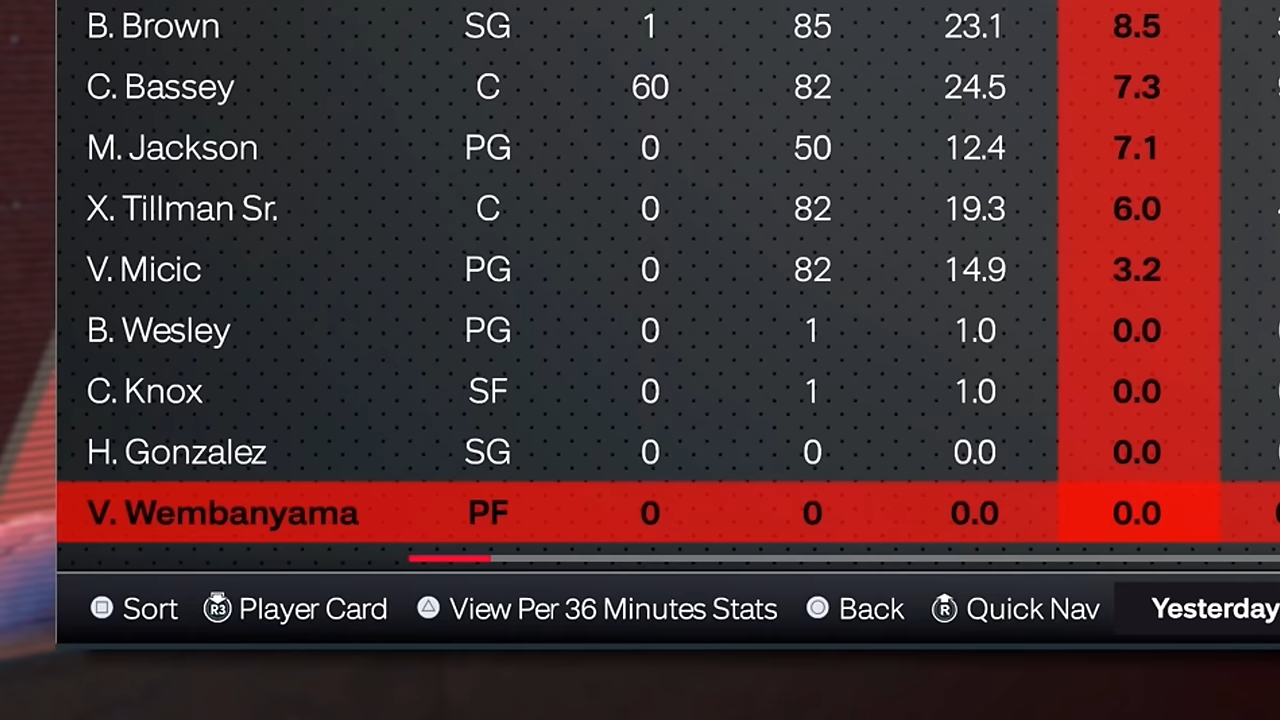 B. Brown SG 1 85 23.1 8.5
C. Bassey C 60 82 24.5 7.3
M. Jackson PG 0 50 12.4 7.1
X. Tillman Sr. C 0 82 19.3 6.0
V. Micic PG 0 82 14.9 3.2
B. Wesley PG 0 1 1.0 0.0
C. Knox SF 0 1 1.0 0.0
H. Gonzalez SG 0 0 0.0 0.0
V. Wembanyama PF 0 0 0.0 0.0
Sort R3 Player Card View Per 36 Minutes Stats Back R Quick Nav Yesterday